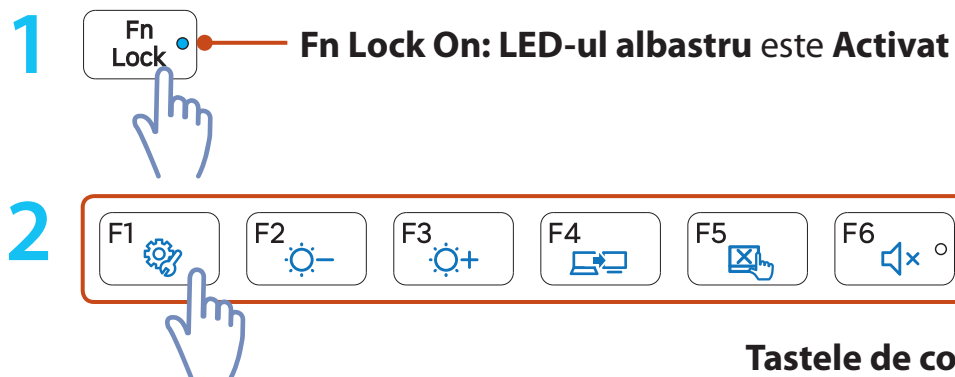 1
Fn
Lock
Fn Lock On: LED-ul albastru este Activat
2
F1 F2 F3 F4 F5 F6
Tastele de